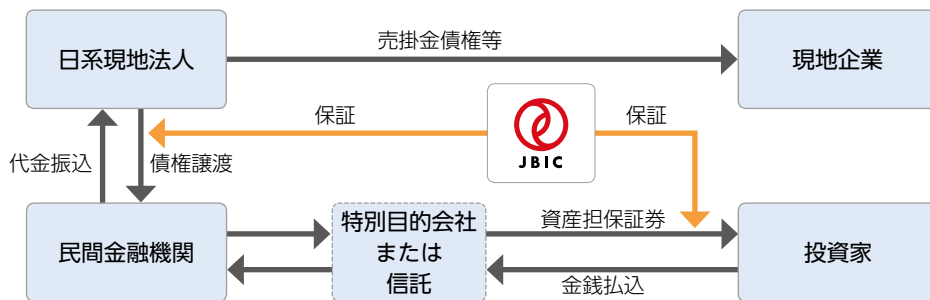 日系現地法人
売掛金債権等
現地企業
保証
保証
JBIC
代金振込
債権譲渡
民間金融機関
特別目的会社
または
信託
資産担保証券
投資家
金銭払込